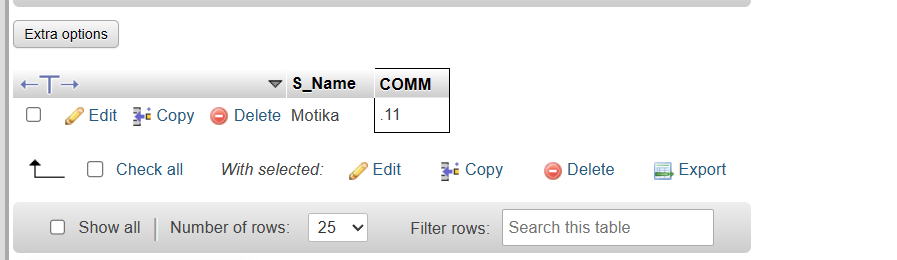 Extra options
S_Name COMM
Edit Copy Delete Motika .11
Check all With selected: Edit Copy Delete Export
Show all Number of rows: 25 Filter rows: Search this table